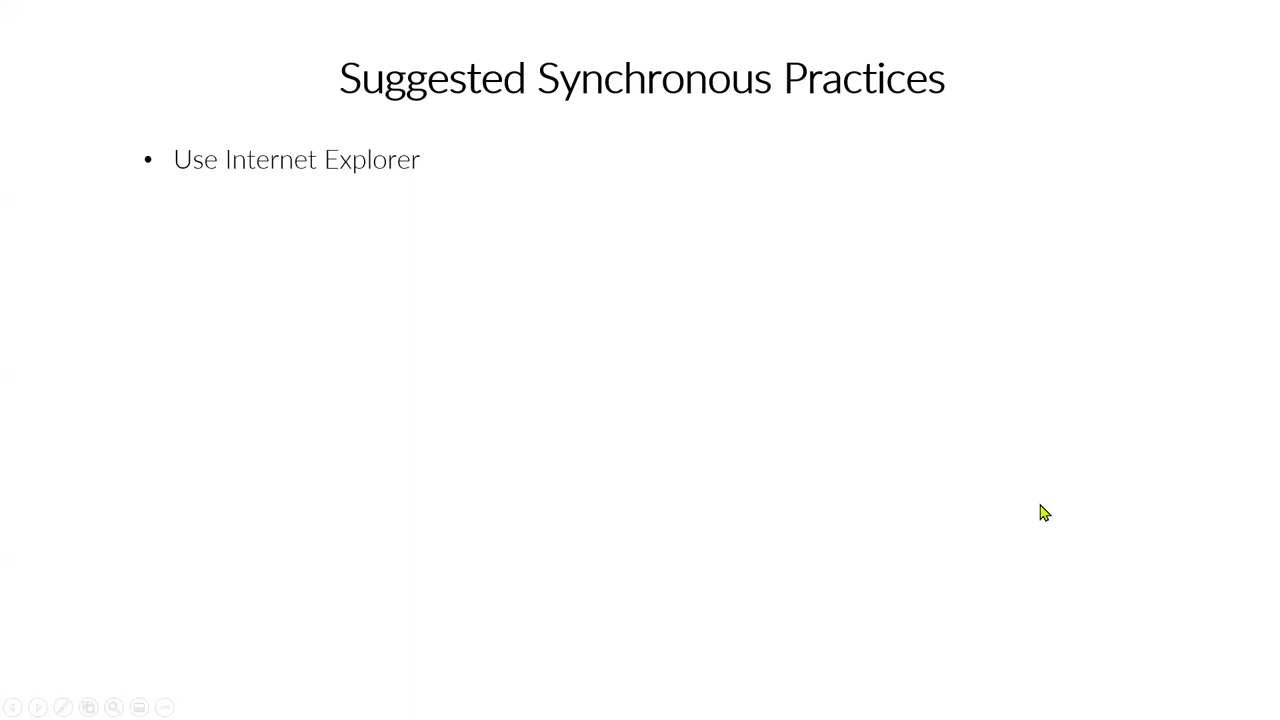 Suggested Synchronous Practices
• Use Internet Explorer